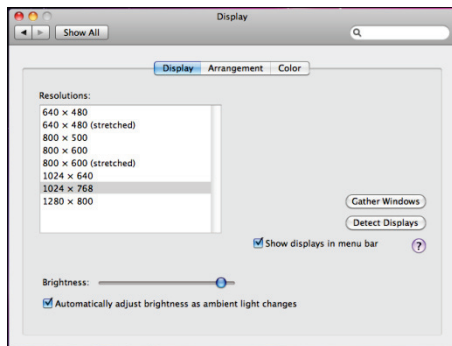 Display
Show All
Display Arrangement Color
Resolutions:
640 × 480
640 × 480 (stretched)
800 × 500
800 × 600
800 × 600 (stretched)
1024 × 640
1024 × 768
1280 × 800
Gather Windows
Detect Displays
Show displays in menu bar ?
Brightness:
Automatically adjust brightness as ambient light changes